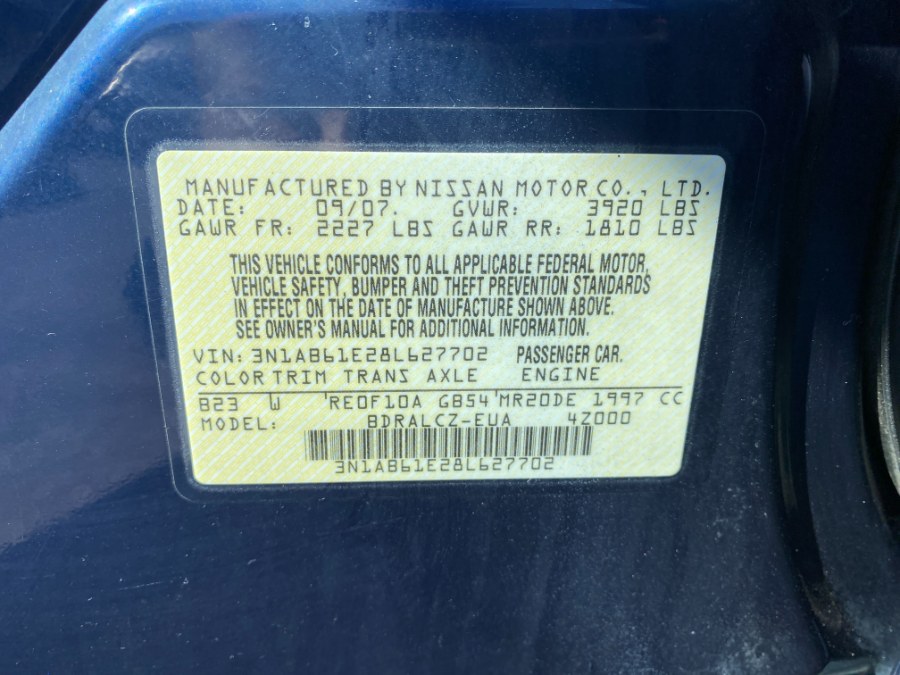 MANUFACTURED BY NISSAN MOTOR CO., LTD.
DATE: 09/07. GVWR: 3920 LBS
GAWR FR: 2227 LBS GAWR RR: 1810 LBS
THIS VEHICLE CONFORMS TO ALL APPLICABLE FEDERAL MOTOR,
VEHICLE SAFETY, BUMPER AND THEFT PREVENTION STANDARDS
IN EFFECT ON THE DATE OF MANUFACTURE SHOWN ABOVE.
SEE OWNER'S MANUAL FOR ADDITIONAL INFORMATION.
VIN: 3N1AB61E28L627702 PASSENGER CAR.
COLOR TRIM TRANS AXLE ENGINE
B23 W RE0F10A GB54 'MR20DE 1997 CC
MODEL: BDRALCZ-EUA 4Z000
3N1AB61E28L627702